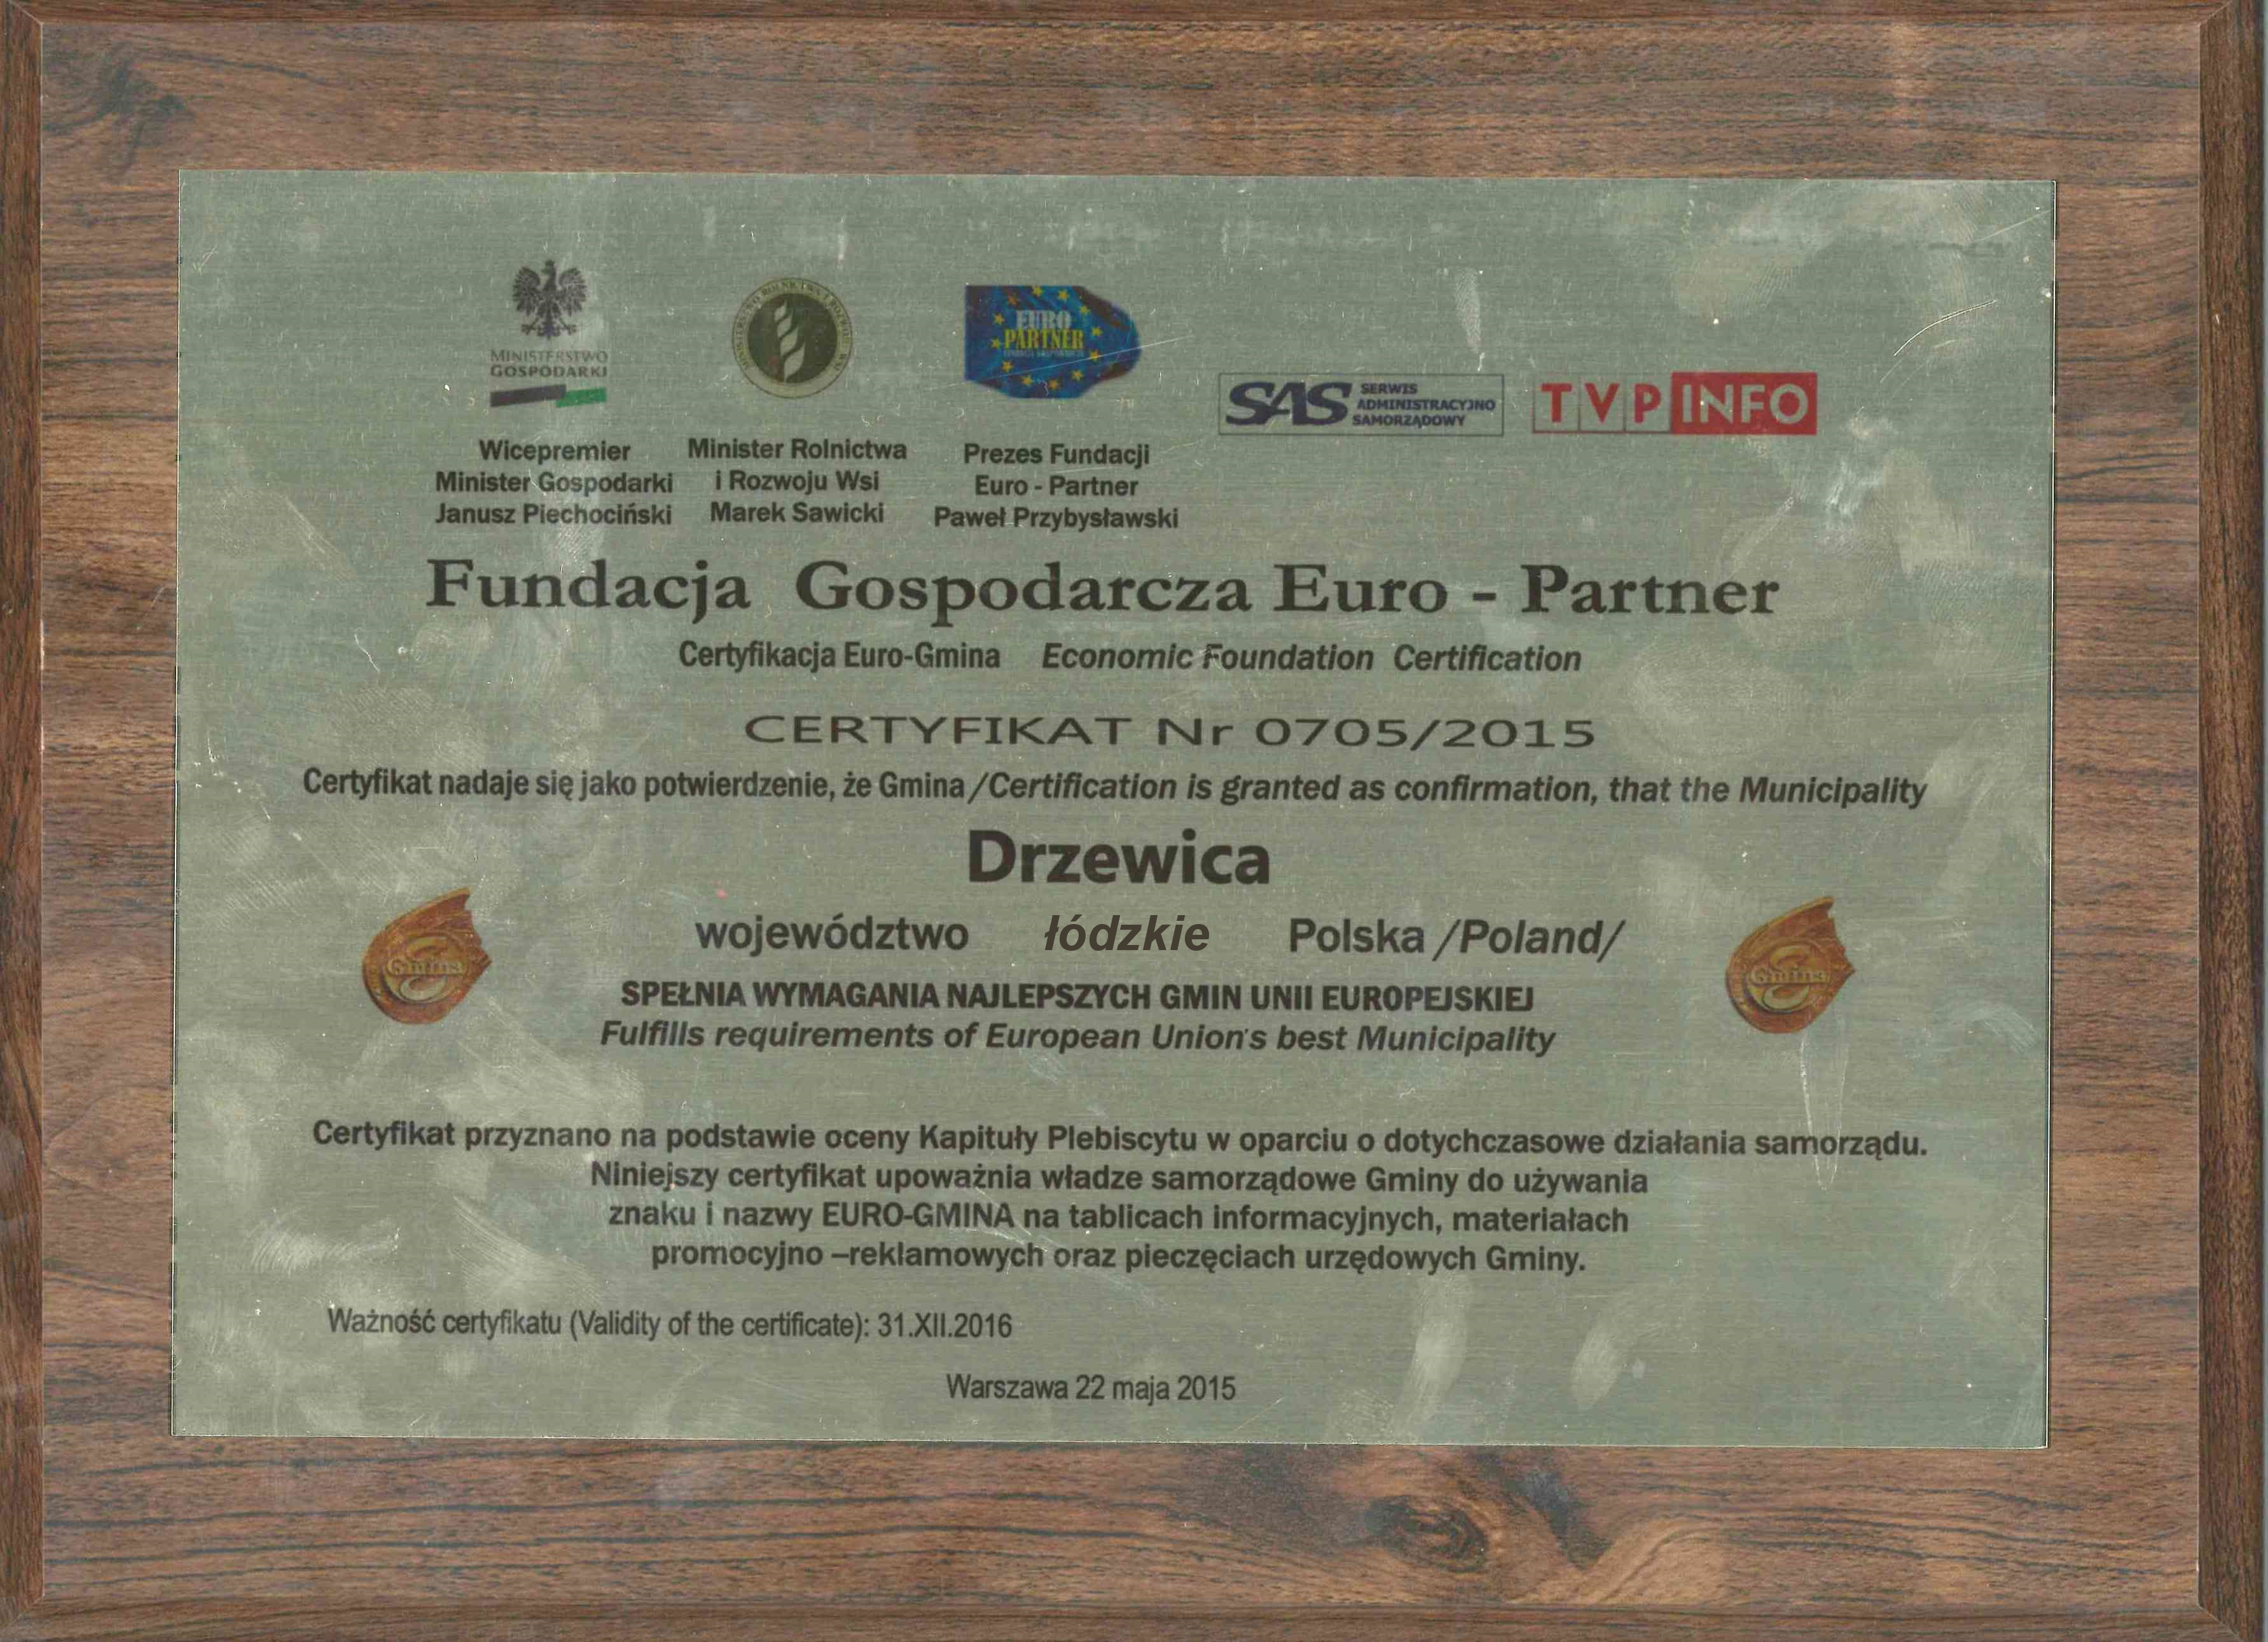 MINISTERSTWO
GOSPODARKI
EURO
PARTNER
SAS SERWIS
ADMINISTRACYJNO
SAMORZĄDOWY
TVP INFO
Wicepremier
Minister Gospodarki
Janusz Piechociński
Minister Rolnictwa
i Rozwoju Wsi
Marek Sawicki
Prezes Fundacji
Euro - Partner
Paweł Przybysławski
Fundacja Gospodarcza Euro - Partner
Certyfikacja Euro-Gmina Economic Foundation Certification
CERTYFIKAT Nr 0705/2015
Certyfikat nadaje się jako potwierdzenie, że Gmina /Certification is granted as confirmation, that the Municipality
Drzewica
województwo łódzkie Polska /Poland/
Gmina
Gmina
SPEŁNIA WYMAGANIA NAJLEPSZYCH GMIN UNII EUROPEJSKIEJ
Fulfills requirements of European Union's best Municipality
Certyfikat przyznano na podstawie oceny Kapituły Plebiscytu w oparciu o dotychczasowe działania samorządu.
Niniejszy certyfikat upoważnia władze samorządowe Gminy do używania
znaku i nazwy EURO-GMINA na tablicach informacyjnych, materiałach
promocyjno –reklamowych oraz pieczęciach urzędowych Gminy.
Ważność certyfikatu (Validity of the certificate): 31.XII.2016
Warszawa 22 maja 2015